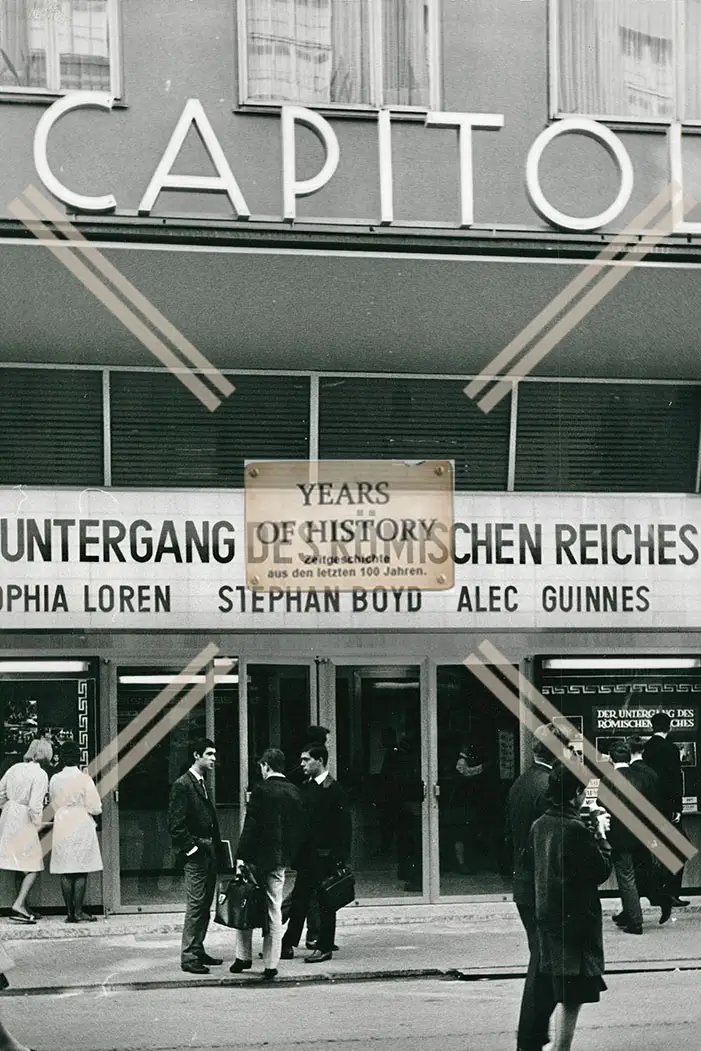 CAPITOL
UNTERGANG DES RÖMISCHEN REICHES
OPHIA LOREN STEPHAN BOYD ALEC GUINNES
YEARS
OF HISTORY
Zeitgeschichte
aus den letzten 100 Jahren.
DER UNTERGANG DES
RÖMISCHEN REICHES